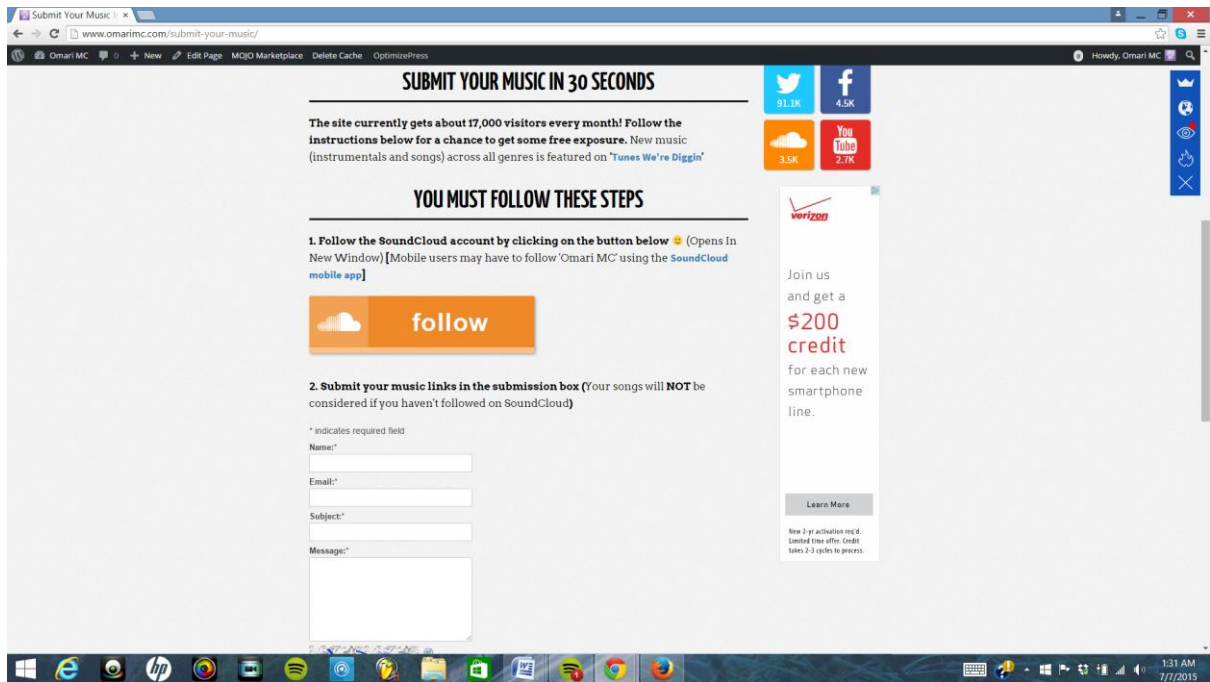 Submit Your Music I
www.omarimc.com/submit-your-music/
Omari MC 0 + New Edit Page MOJO Marketplace Delete Cache OptimizePress
0 Howdy, Omari MC
SUBMIT YOUR MUSIC IN 30 SECONDS
The site currently gets about 17,000 visitors every month! Follow the
instructions below for a chance to get some free exposure. New music
(instrumentals and songs) across all genres is featured on 'Tunes We're Diggin'
YOU MUST FOLLOW THESE STEPS
1. Follow the SoundCloud account by clicking on the button below (Opens In
New Window) [Mobile users may have to follow 'Omari MC' using the SoundCloud
mobile app]
follow
2. Submit your music links in the submission box (Your songs will NOT be
considered if you haven't followed on SoundCloud)
* indicates required field
Name:*
Email:*
Subject:*
Message:*
91.1K
4.5K
3.5K
You
Tube
2.7K
verizon
Join us
and get a
$200
credit
for each new
smartphone
line.
Learn More
New 2-yr activation req'd.
Limited time offer. Credit
takes 2-3 cycles to process.
1:31 AM
7/7/2015